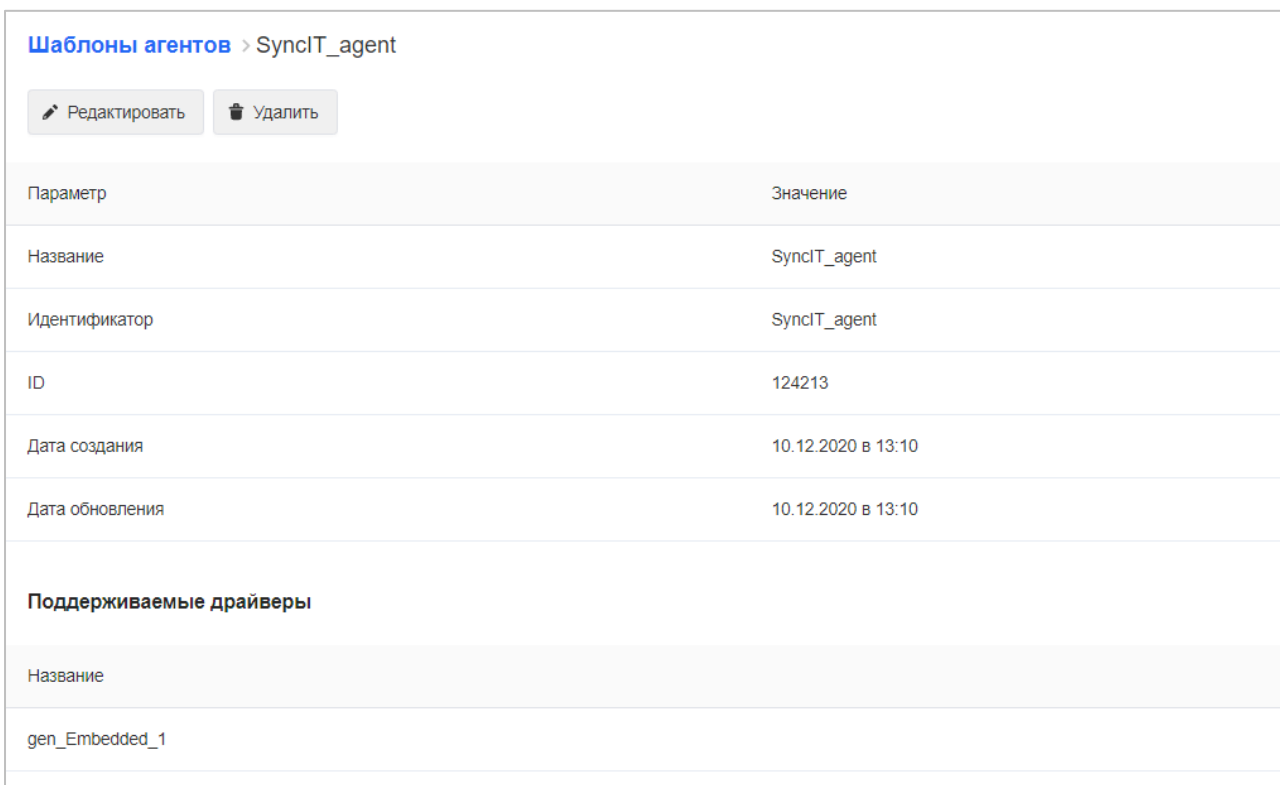 Шаблоны агентов > SyncIT_agent
Редактировать Удалить
Параметр Значение
Название SyncIT_agent
Идентификатор SyncIT_agent
ID 124213
Дата создания 10.12.2020 в 13:10
Дата обновления 10.12.2020 в 13:10
Поддерживаемые драйверы
Название
gen_Embedded_1